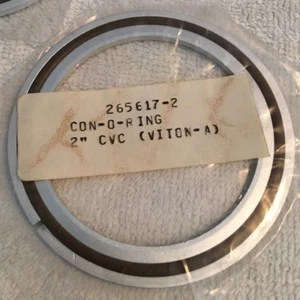 265617-2
CON-O-RING
2" CVC (VITON-A)